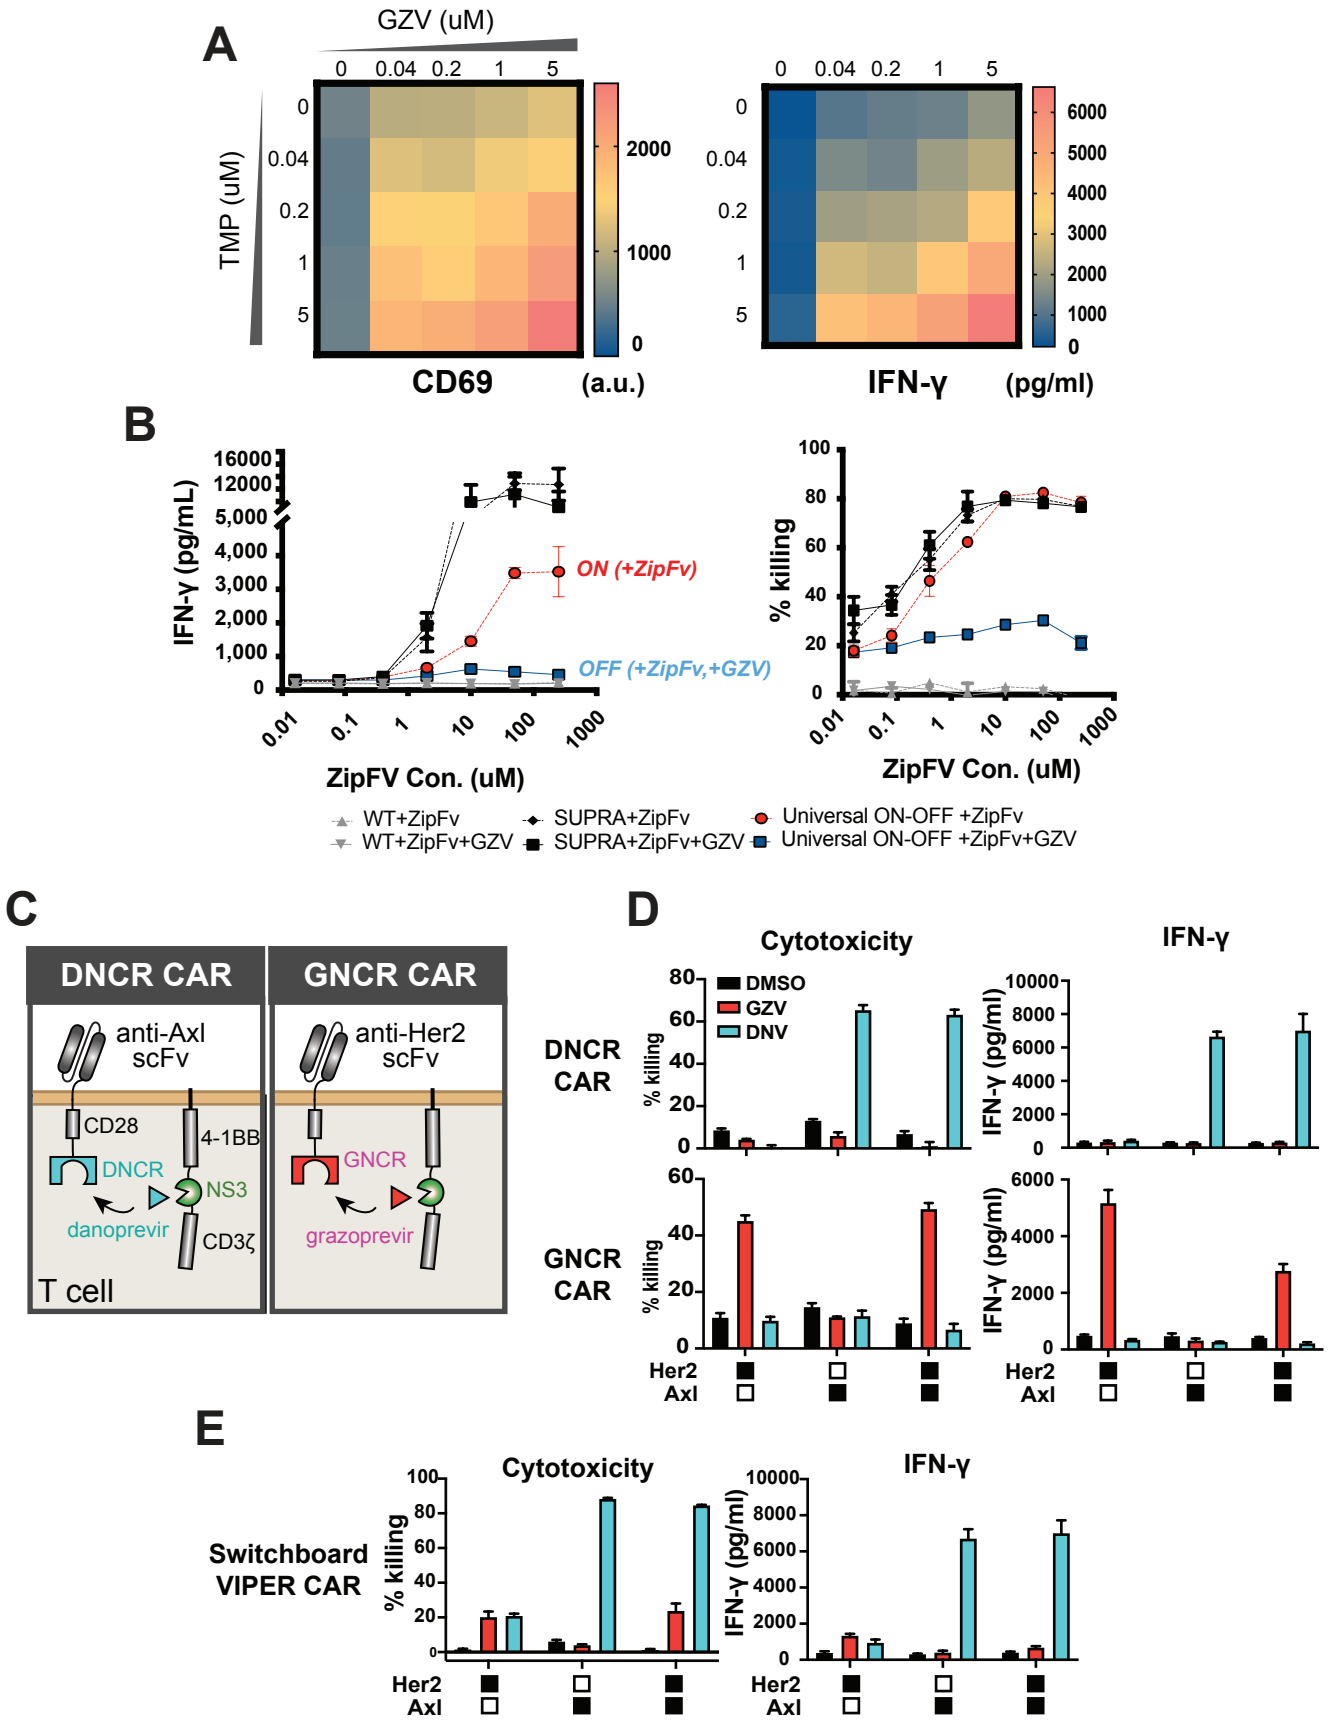 A
GZV (uM)
0 0.04 0.2 1 5
TMP (uM)
0
0.04
0.2
1
5
2000
1000
0
CD69
(a.u.)
0 0.04 0.2 1 5
0
0.04
0.2
1
5
6000
5000
4000
3000
2000
1000
0
IFN-γ
(pg/ml)
B
IFN-γ (pg/mL)
16000
12000
5,000
4,000
3,000
2,000
1,000
0
0.01 0.1 1 10 100 1000
ZipFV Con. (uM)
ON (+ZipFv)
OFF (+ZipFv,+GZV)
% killing
100
80
60
40
20
0
0.01 0.1 1 10 100 1000
ZipFV Con. (uM)
WT+ZipFv SUPRA+ZipFv Universal ON-OFF +ZipFv
WT+ZipFv+GZV SUPRA+ZipFv+GZV Universal ON-OFF +ZipFv+GZV
C
DNCR CAR GNCR CAR
anti-Axl
scFv
CD28
4-1BB
DNCR
NS3
danoprevir
CD3ζ
T cell
anti-Her2
scFv
GNCR
grazoprevir
D
Cytotoxicity
IFN-γ
DNCR
CAR
% killing
80
60
40
20
0
DMSO
GZV
DNV
IFN-γ (pg/ml)
10000
8000
6000
4000
2000
0
GNCR
CAR
% killing
60
40
20
0
Her2
Axl
IFN-γ (pg/ml)
6000
4000
2000
0
Her2
Axl
E
Switchboard
VIPER CAR
Cytotoxicity
% killing
100
80
60
40
20
0
Her2
Axl
IFN-γ
IFN-γ (pg/ml)
10000
8000
6000
4000
2000
0
Her2
Axl